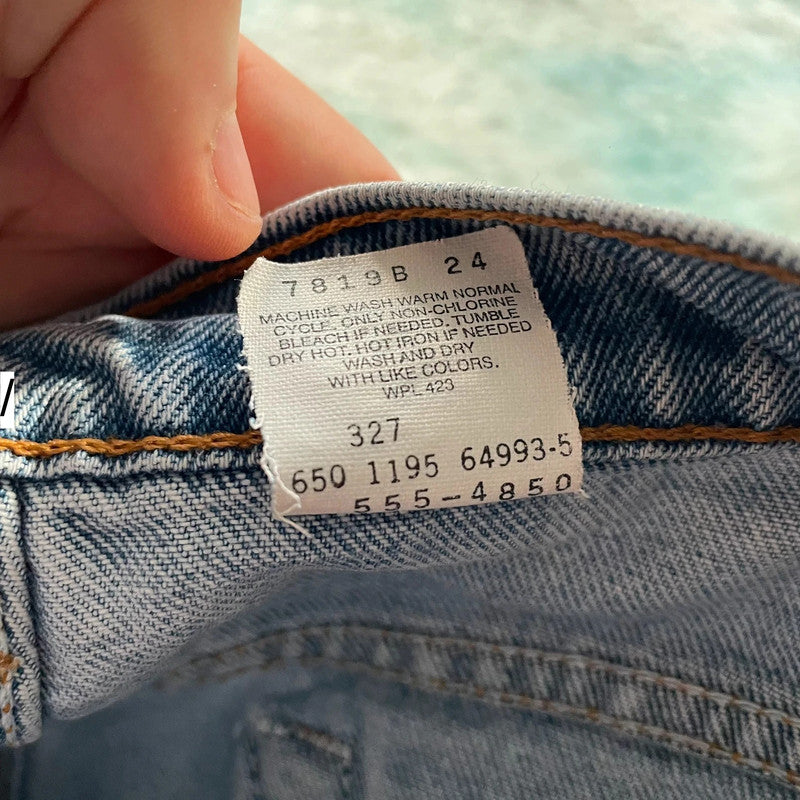 7819B 24
MACHINE WASH WARM NORMAL
CYCLE. ONLY NON-CHLORINE
BLEACH IF NEEDED. TUMBLE
DRY HOT. HOT IRON IF NEEDED
WASH AND DRY
WITH LIKE COLORS.
WPL 423
327
650 1195 64993-5
555-4850